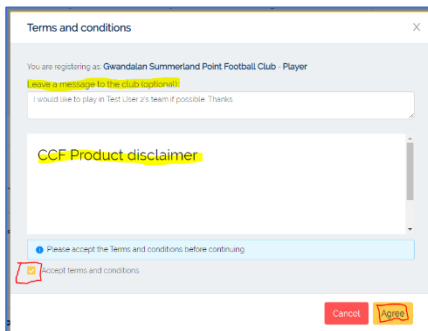 Terms and conditions
You are registering as: Gwandalan Summerland Point Football Club - Player
Leave a message to the club (optional):
I would like to play in Test User 2's team if possible. Thanks
CCF Product disclaimer
Please accept the Terms and conditions before continuing.
Accept terms and conditions
Cancel Agree